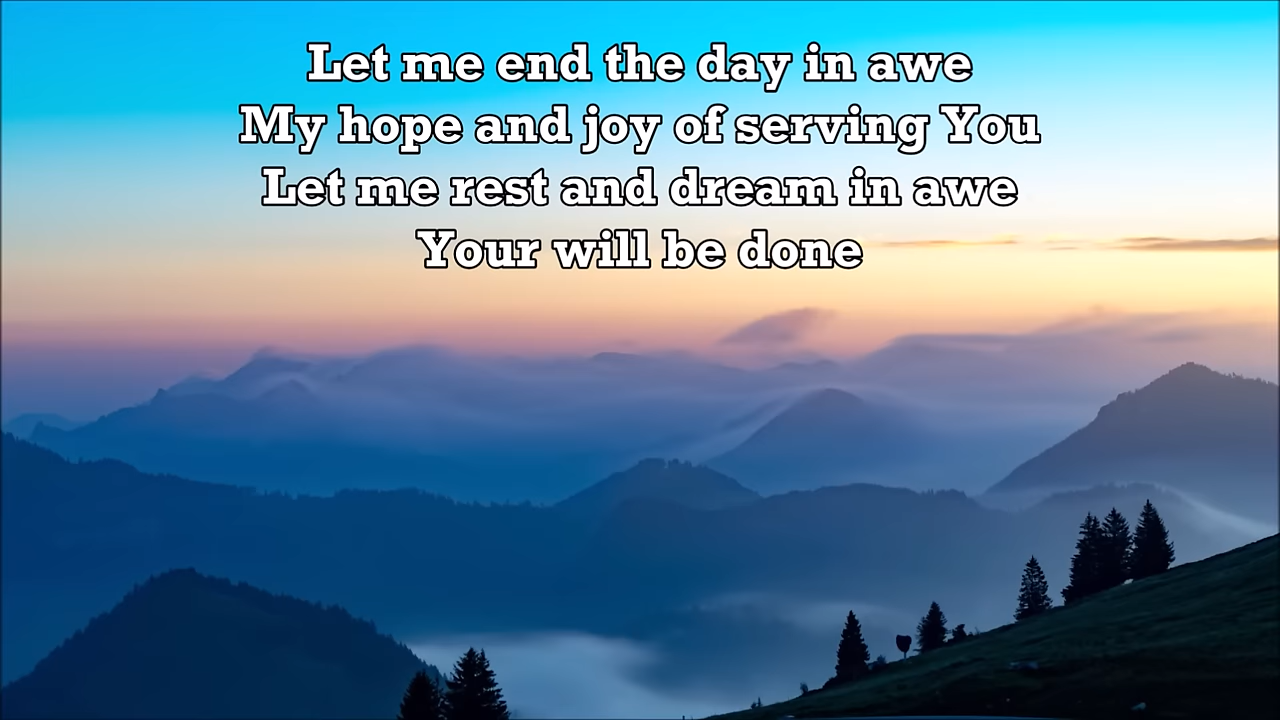 Let me end the day in awe
My hope and joy of serving You
Let me rest and dream in awe
Your will be done